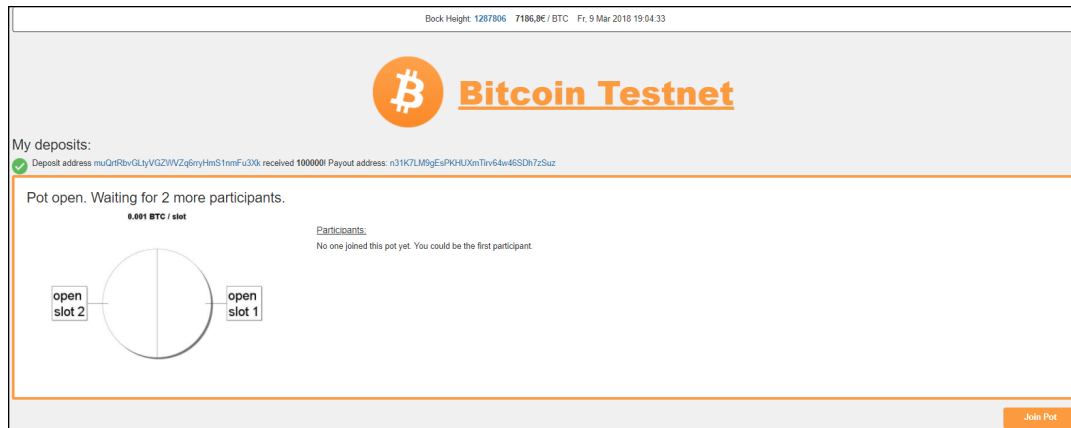 Bock Height: 1287806 7186,8€ / BTC Fr, 9 Mär 2018 19:04:33
Bitcoin Testnet
My deposits:
Deposit address muQrtRbvGLtyVGZWVZq6rryHmS1nmFu3Xk received 100000! Payout address: n31K7LM9gEsPKHUXmTlrv64w46SDh7zSuz
Pot open. Waiting for 2 more participants.
0.001 BTC / slot
Participants:
No one joined this pot yet. You could be the first participant.
open
slot 2
open
slot 1
Join Pot